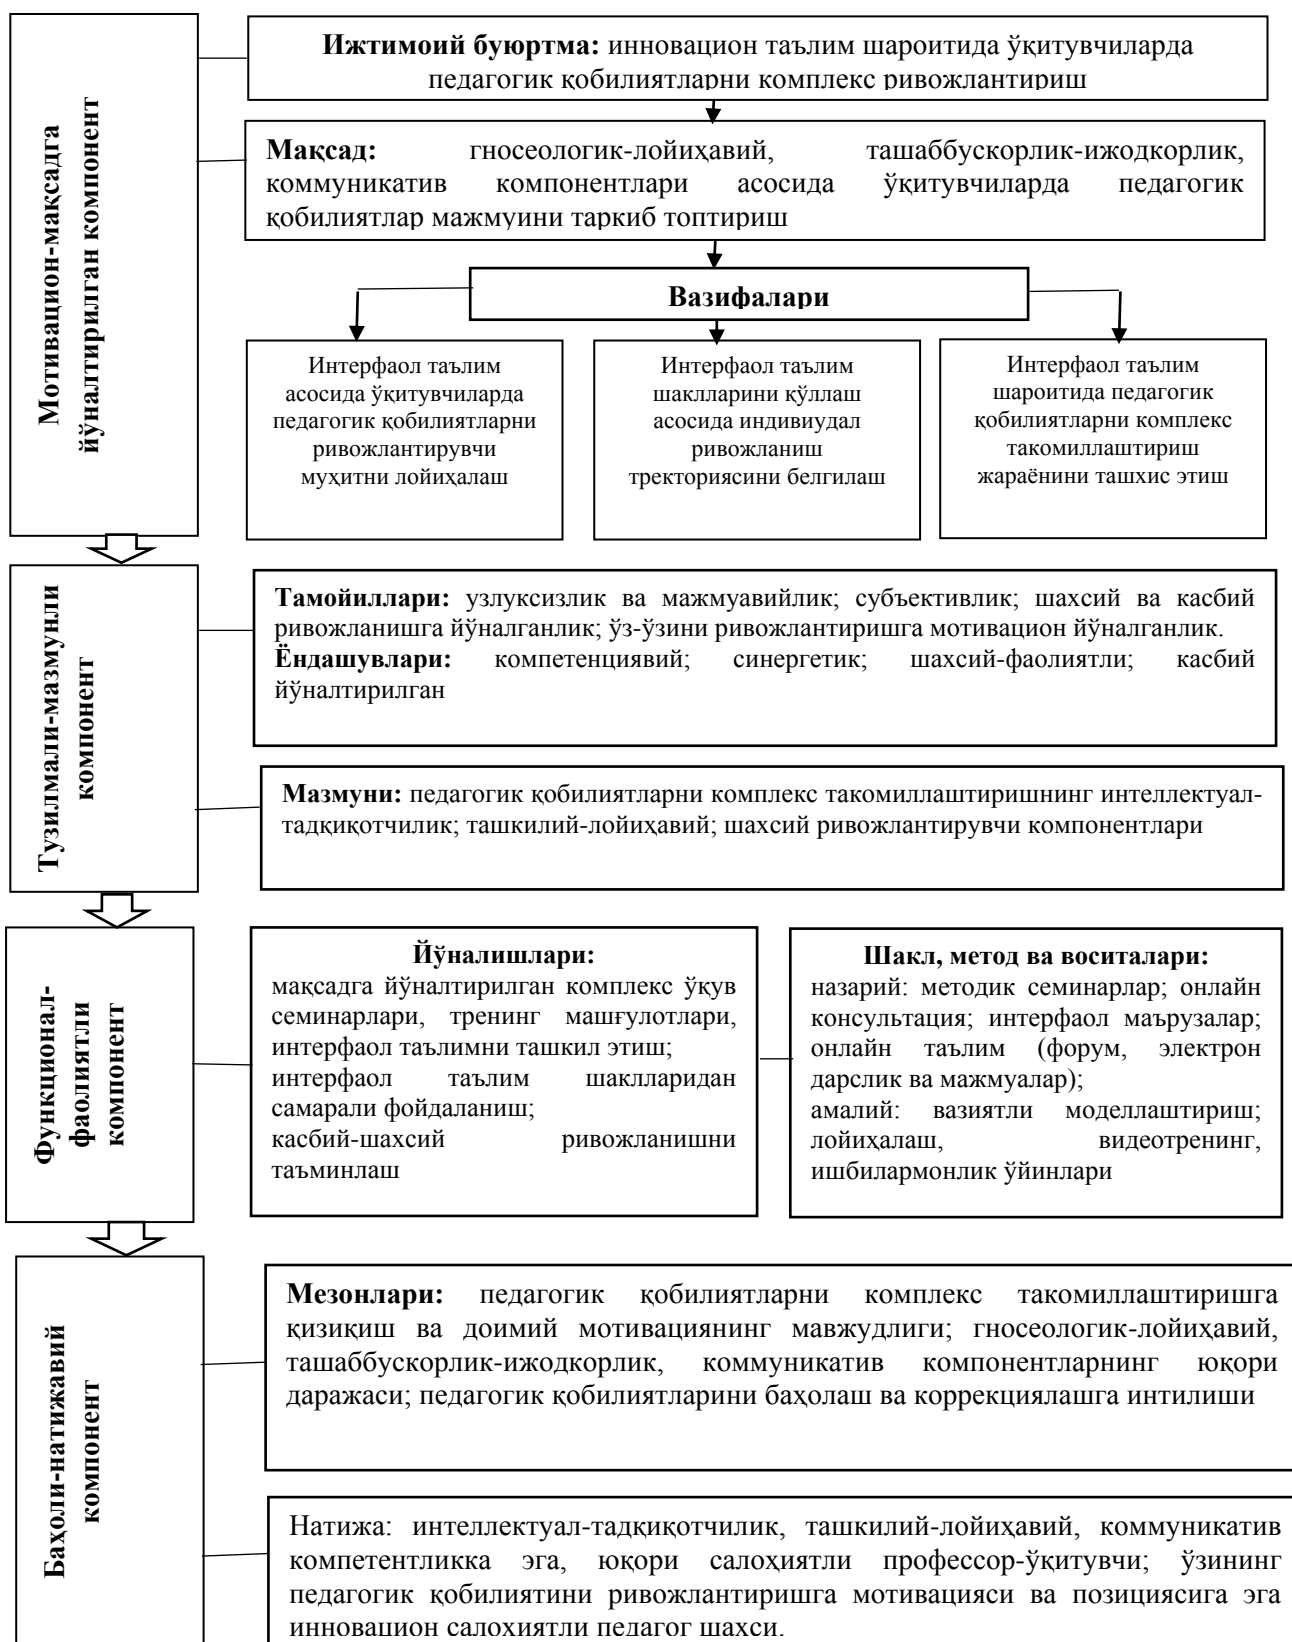 Мотивацион-мақсадга
йўналтирилган компонент
Ижтимоий буюртма: инновацион таълим шароитида ўқитувчиларда
педагогик қобилиятларни комплекс ривожлантириш
Мақсад: гносеологик-лойиҳавий, ташаббускорлик-ижодкорлик,
коммуникатив компонентлари асосида ўқитувчиларда педагогик
қобилиятлар мажмуини таркиб топтириш
Вазифалари
Интерфаол таълим
асосида ўқитувчиларда
педагогик қобилиятларни
ривожлантирувчи
муҳитни лойиҳалаш
Интерфаол таълим
шаклларини қўллаш
асосида индивиудал
ривожланиш
тректориясини белгилаш
Интерфаол таълим
шароитида педагогик
қобилиятларни комплекс
такомиллаштириш
жараёнини ташхис этиш
Тузилмали-мазмунли
компонент
Тамойиллари: узлуксизлик ва мажмуавийлик; субъективлик; шахсий ва касбий
ривожланишга йўналганлик; ўз-ўзини ривожлантиришга мотивацион йўналганлик.
Ёндашувлари: компетенциявий; синергетик; шахсий-фаолиятли; касбий
йўналтирилган
Мазмуни: педагогик қобилиятларни комплекс такомиллаштиришнинг интеллектуал-
тадқиқотчилик; ташкилий-лойиҳавий; шахсий ривожлантирувчи компонентлари
Функционал-
фаолиятли
компонент
Йўналишлари:
мақсадга йўналтирилган комплекс ўқув
семинарлари, тренинг машғулотлари,
интерфаол таълимни ташкил этиш;
интерфаол таълим шаклларидан
самарали фойдаланиш;
касбий-шахсий ривожланишни
таъминлаш
Шакл, метод ва воситалари:
назарий: методик семинарлар; онлайн
консультация; интерфаол маърузалар;
онлайн таълим (форум, электрон
дарслик ва мажмуалар);
амалий: вазиятли моделлаштириш;
лойиҳалаш, видеотренинг,
ишбилармонлик ўйинлари
Баҳоли-натижавий
компонент
Мезонлари: педагогик қобилиятларни комплекс такомиллаштиришга
қизиқиш ва доимий мотивациянинг мавжудлиги; гносеологик-лойиҳавий,
ташаббускорлик-ижодкорлик, коммуникатив компонентларнинг юқори
даражаси; педагогик қобилиятларини баҳолаш ва коррекциялашга интилиши
Натижа: интеллектуал-тадқиқотчилик, ташкилий-лойиҳавий, коммуникатив
компетентликка эга, юқори салоҳиятли профессор-ўқитувчи; ўзининг
педагогик қобилиятини ривожлантиришга мотивацияси ва позициясига эга
инновацион салоҳиятли педагог шахси.